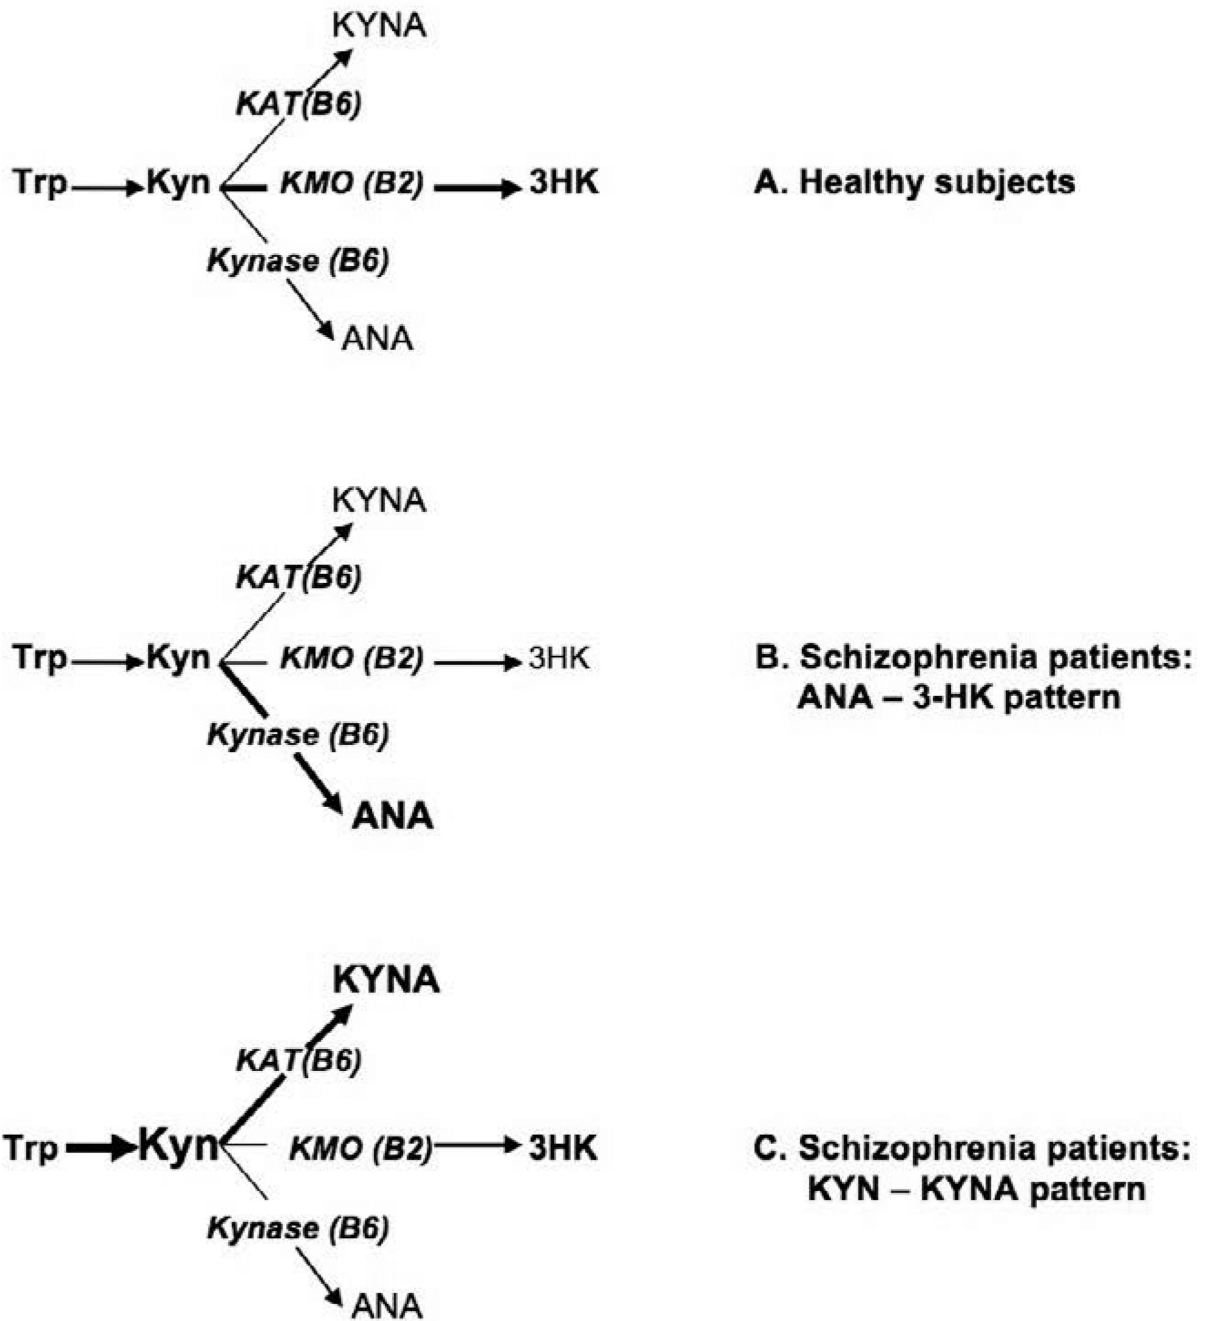 KYNA
KAT(B6)
Trp Kyn KMO (B2) 3HK A. Healthy subjects
Kynase (B6)
ANA
KYNA
KAT(B6)
Trp Kyn KMO (B2) 3HK B. Schizophrenia patients:
ANA – 3-HK pattern
Kynase (B6)
ANA
KYNA
KAT(B6)
Trp Kyn KMO (B2) 3HK C. Schizophrenia patients:
KYN – KYNA pattern
Kynase (B6)
ANA